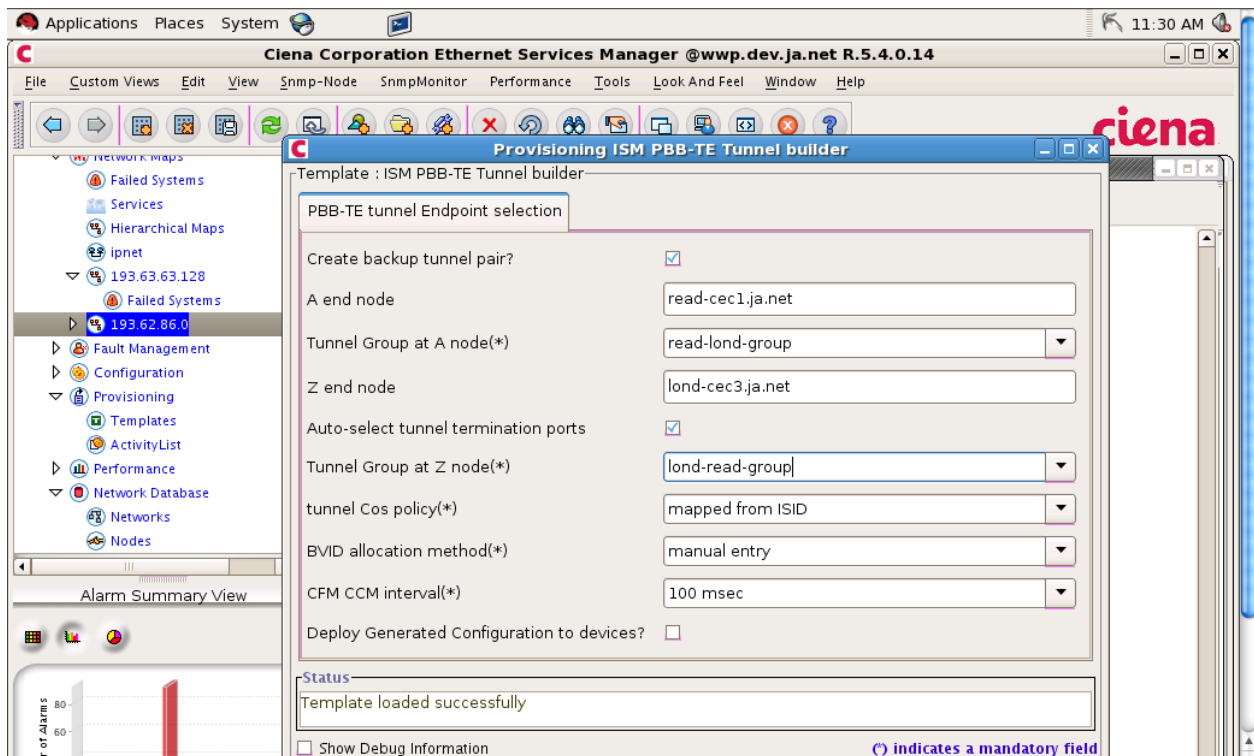 Applications Places System 11:30 AM
Ciena Corporation Ethernet Services Manager @wwp.dev.ja.net R.5.4.0.14
File Custom Views Edit View Snmp-Node SnmpMonitor Performance Tools Look And Feel Window Help
ciena
Provisioning ISM PBB-TE Tunnel builder
Network Maps
Failed Systems
Services
Hierarchical Maps
ipnet
193.63.63.128
Failed Systems
193.62.86.0
Fault Management
Configuration
Provisioning
Templates
ActivityList
Performance
Network Database
Networks
Nodes
Alarm Summary View
80
60
r of Alarms
Template : ISM PBB-TE Tunnel builder
PBB-TE tunnel Endpoint selection
Create backup tunnel pair?
A end node read-cec1.ja.net
Tunnel Group at A node(*) read-lond-group
Z end node lond-cec3.ja.net
Auto-select tunnel termination ports
Tunnel Group at Z node(*) lond-read-group
tunnel Cos policy(*) mapped from ISID
BVID allocation method(*) manual entry
CFM CCM interval(*) 100 msec
Deploy Generated Configuration to devices?
Status
Template loaded successfully
Show Debug Information (*) indicates a mandatory field